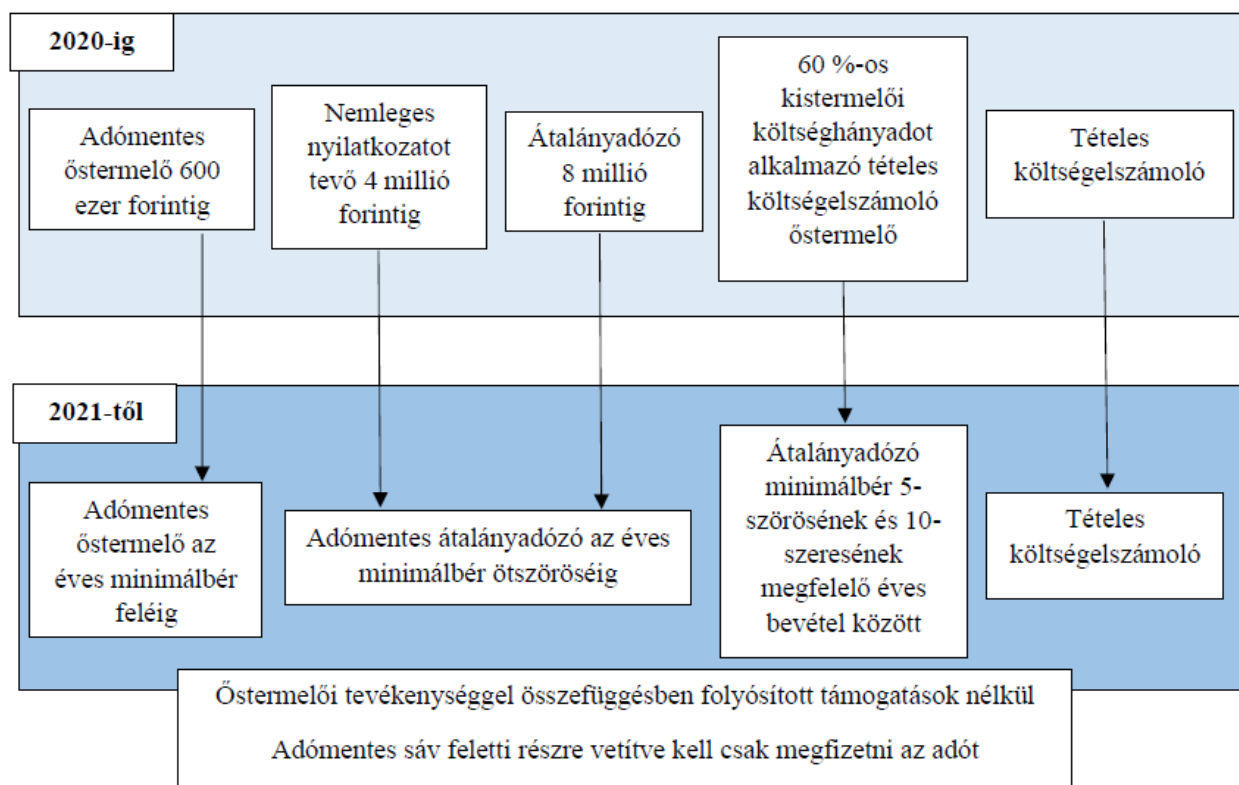 2020-ig
Adómentes
őstermelő 600
ezer forintig
Nemleges
nyilatkozatot
tevő 4 millió
forintig
Átalányadózó
8 millió
forintig
60 %-os
kistermelői
költséghányadot
alkalmazó tételes
költségelszámoló
őstermelő
Tételes
költségelszámoló
2021-től
Adómentes
őstermelő az
éves minimálbér
feléig
Adómentes átalányadózó az éves
minimálbér ötszöröséig
Átalányadózó
minimálbér 5-
szörösének és 10-
szeresének
megfelelő éves
bevétel között
Tételes
költségelszámoló
Őstermelői tevékenységgel összefüggésben folyósított támogatások nélkül
Adómentes sáv feletti részre vetítve kell csak megfizetni az adót